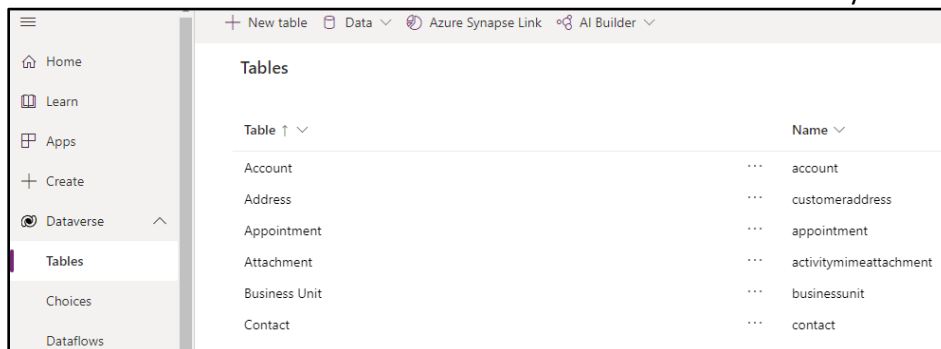 New table Data Azure Synapse Link AI Builder
Home
Learn
Apps
Create
Dataverse
Tables
Choices
Dataflows
Tables
Table ↑ Name
Account ... account
Address ... customeraddress
Appointment ... appointment
Attachment ... activitymimeattachment
Business Unit ... businessunit
Contact ... contact